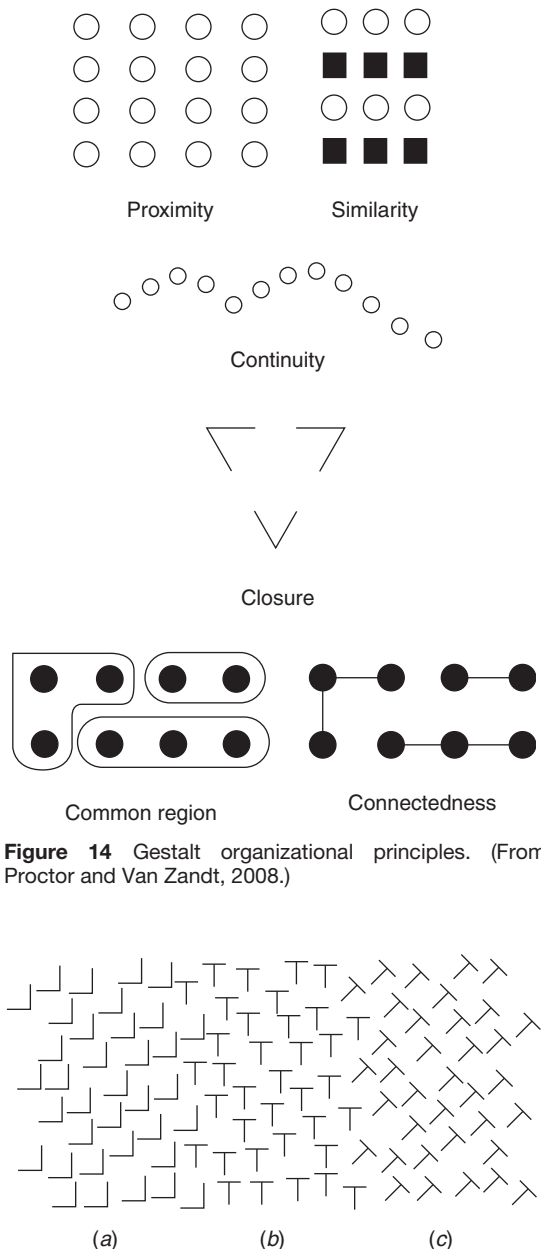 Proximity
Similarity
Continuity
Closure
Common region
Connectedness
Figure 14 Gestalt organizational principles. (From
Proctor and Van Zandt, 2008.)
(a)
(b)
(c)